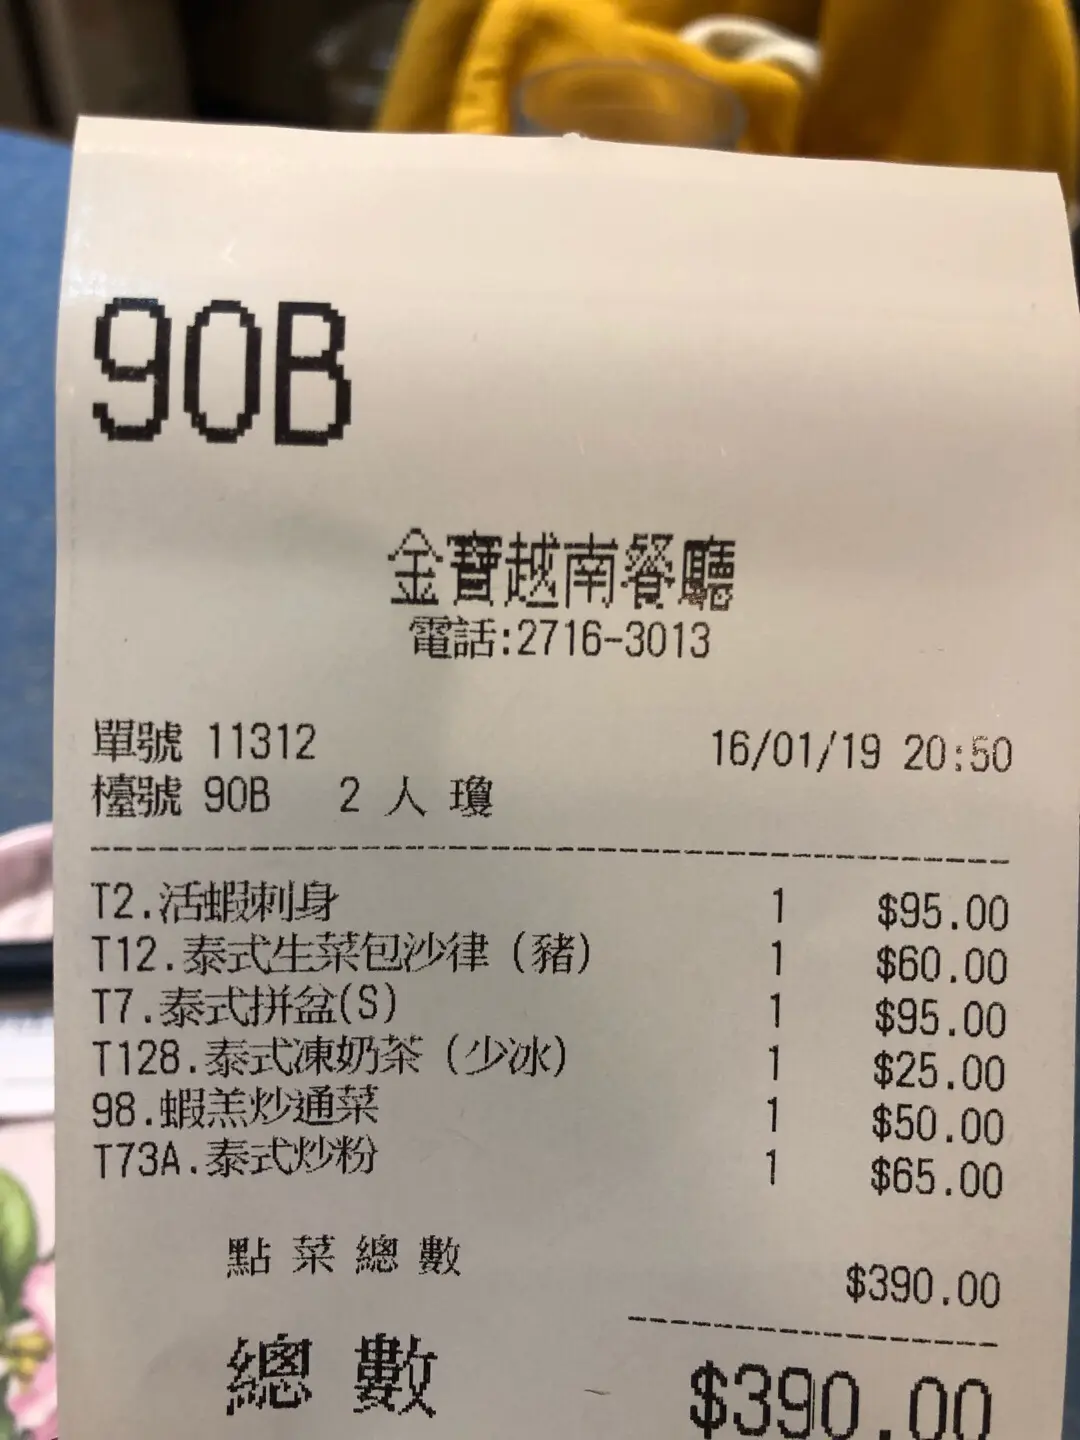 90B
金寶越南餐廳
電話:2716-3013
單號 11312 16/01/19 20:50
檯號 90B 2 人 瓊
T2.活蝦刺身 1 $95.00
T12.泰式生菜包沙律 (豬) 1 $60.00
T7.泰式拼盆(S) 1 $95.00
T128.泰式凍奶茶 (少冰) 1 $25.00
98.蝦羔炒通菜 1 $50.00
T73A.泰式炒粉 1 $65.00
點菜總數 $390.00
總數 $390.00